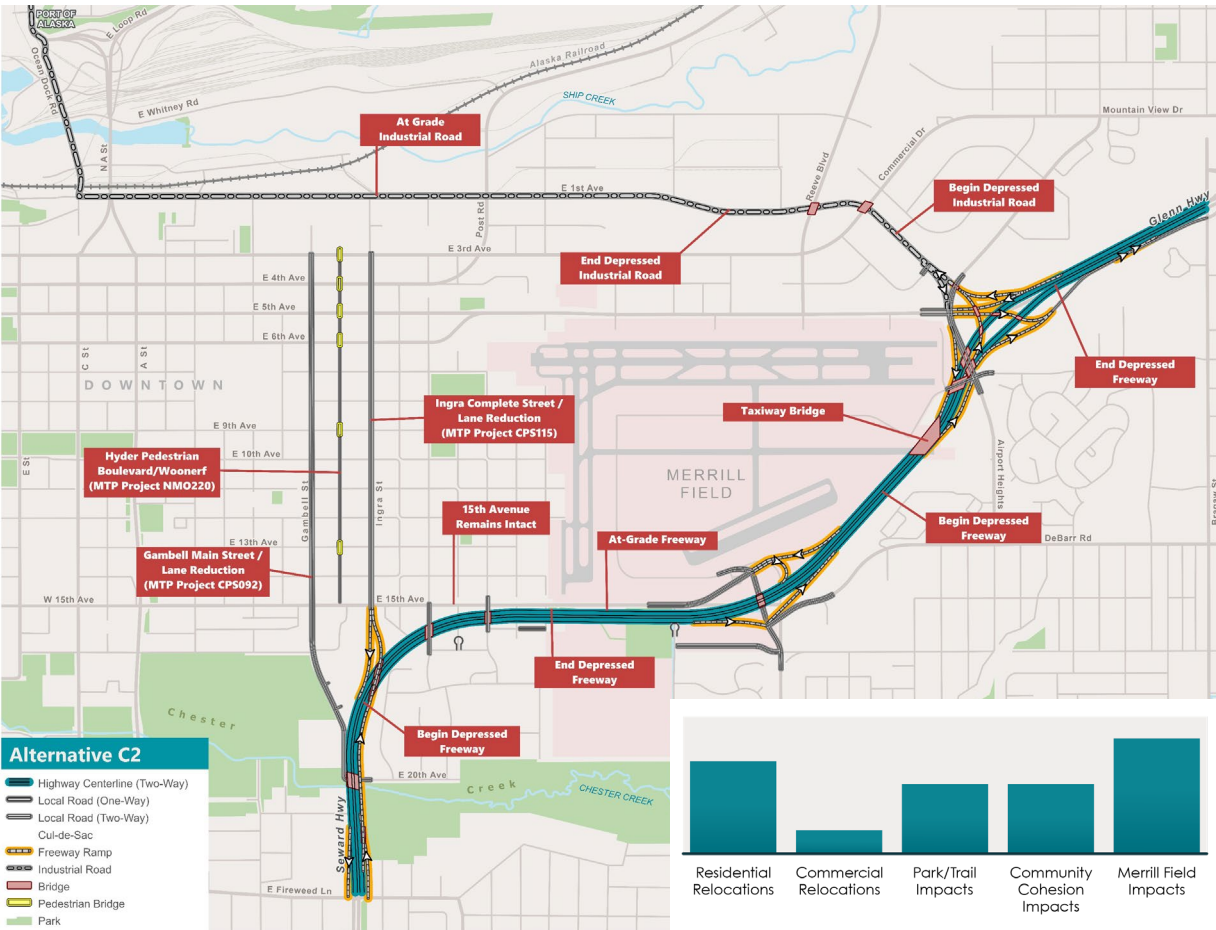 PORT OF
ALASKA
E Loop Rd
Ocean Dock Rd
E Whitney Rd
N A St
Alaska Railroad
SHIP CREEK
Mountain View Dr
Commercial Dr
Reeve Blvd
At Grade
Industrial Road
E 1st Ave
Post Rd
Begin Depressed
Industrial Road
Glenn Hwy
End Depressed
Industrial Road
E 3rd Ave
E 4th Ave
E 5th Ave
E 6th Ave
C St
A St
DOWNTOWN
End Depressed
Freeway
Ingra Complete Street /
Lane Reduction
(MTP Project CPS115)
Taxiway Bridge
E 9th Ave
E 10th Ave
E St
Hyder Pedestrian
Boulevard/Woonerf
(MTP Project NMO220)
Gambell St
Ingra St
MERRILL
FIELD
Airport Heights
Bragaw St
15th Avenue
Remains Intact
Begin Depressed
Freeway
E 13th Ave
At-Grade Freeway
DeBarr Rd
Gambell Main Street /
Lane Reduction
(MTP Project CPS092)
W 15th Ave
E 15th Ave
End Depressed
Freeway
Chester
Creek
Begin Depressed
Freeway
E 20th Ave
CHESTER CREEK
Seward Hwy
E Fireweed Ln
Alternative C2
Highway Centerline (Two-Way)
Local Road (One-Way)
Local Road (Two-Way)
Cul-de-Sac
Freeway Ramp
Industrial Road
Bridge
Pedestrian Bridge
Park
Residential
Relocations
Commercial
Relocations
Park/Trail
Impacts
Community
Cohesion
Impacts
Merrill Field
Impacts